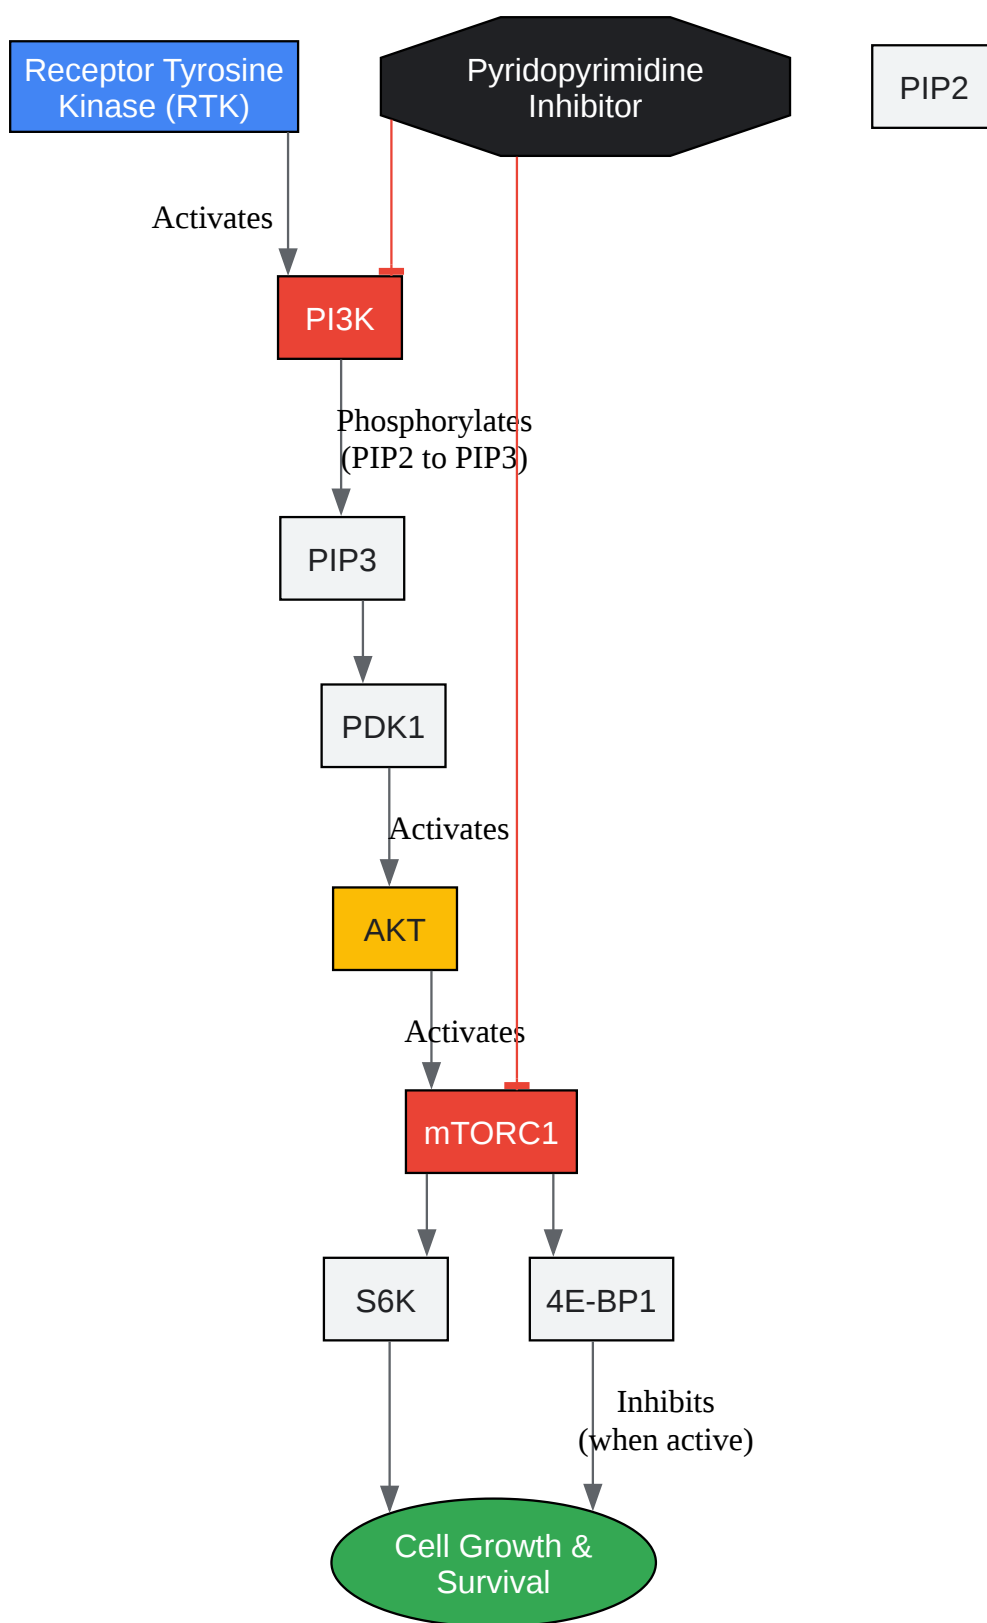 Receptor Tyrosine
Kinase (RTK)
Pyridopyrimidine
Inhibitor
PIP2
Activates
PI3K
Phosphorylates
(PIP2 to PIP3)
PIP3
PDK1
Activates
AKT
Activates
mTORC1
S6K
4E-BP1
Inhibits
(when active)
Cell Growth &
Survival